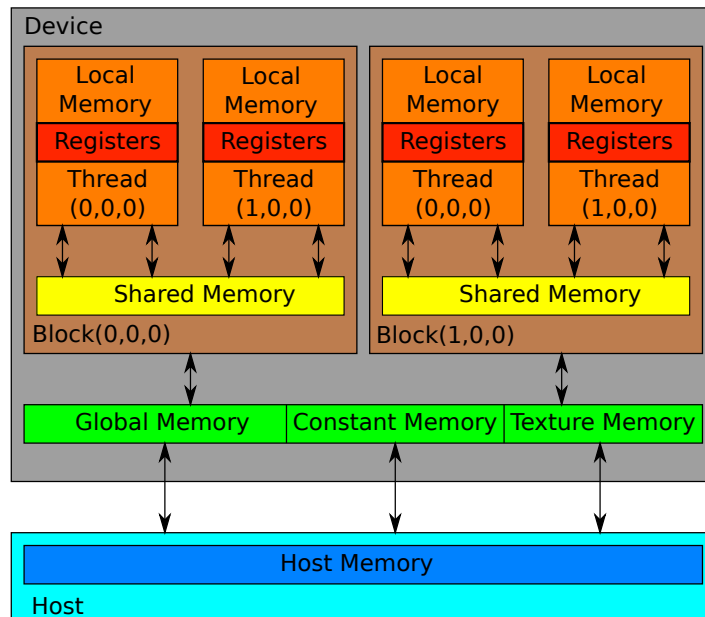 Device
Local
Memory
Registers
Thread
(0,0,0)
Local
Memory
Registers
Thread
(1,0,0)
Shared Memory
Block(0,0,0)
Local
Memory
Registers
Thread
(0,0,0)
Local
Memory
Registers
Thread
(1,0,0)
Shared Memory
Block(1,0,0)
Global Memory
Constant Memory
Texture Memory
Host Memory
Host